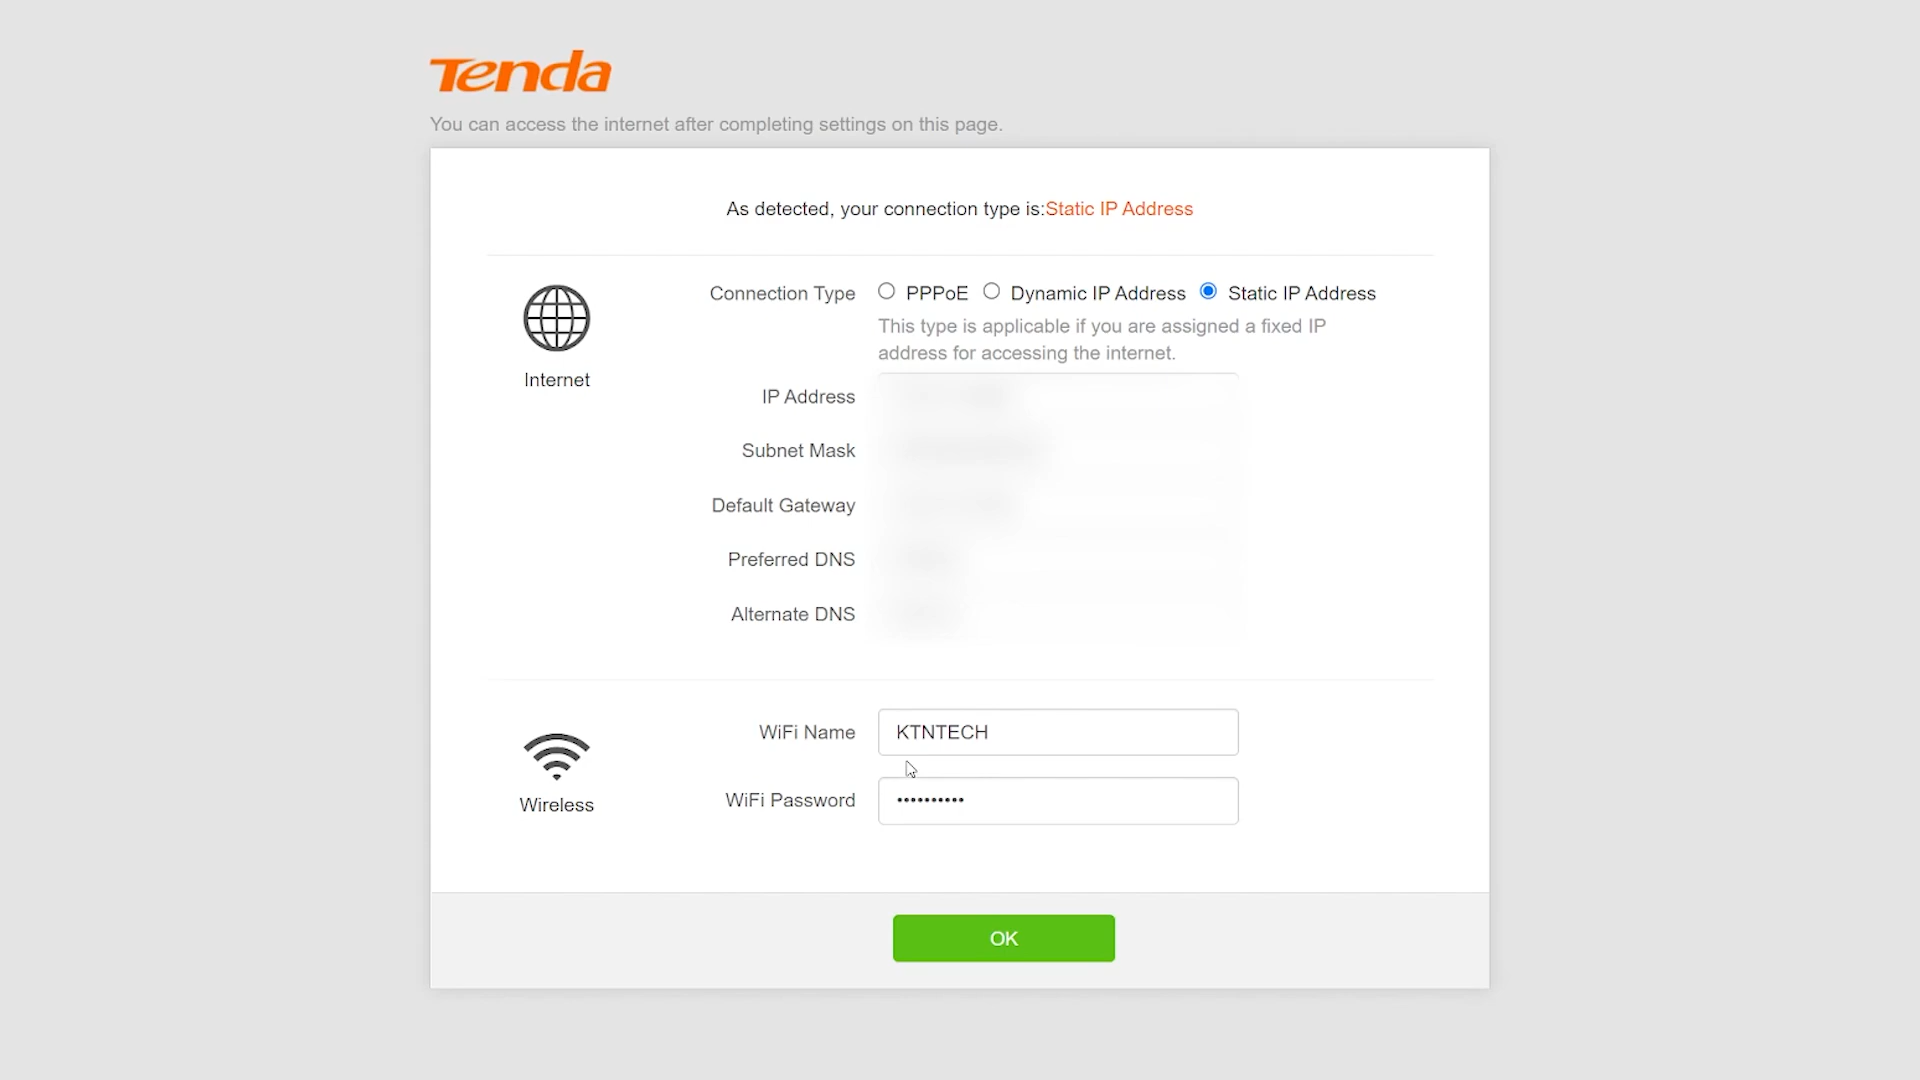 Tenda
You can access the internet after completing settings on this page.
As detected, your connection type is:Static IP Address
Connection Type PPPoE Dynamic IP Address Static IP Address
This type is applicable if you are assigned a fixed IP
address for accessing the internet.
Internet
IP Address
Subnet Mask
Default Gateway
Preferred DNS
Alternate DNS
WiFi Name KTNTECH
WiFi Password ••••••••••
Wireless
OK